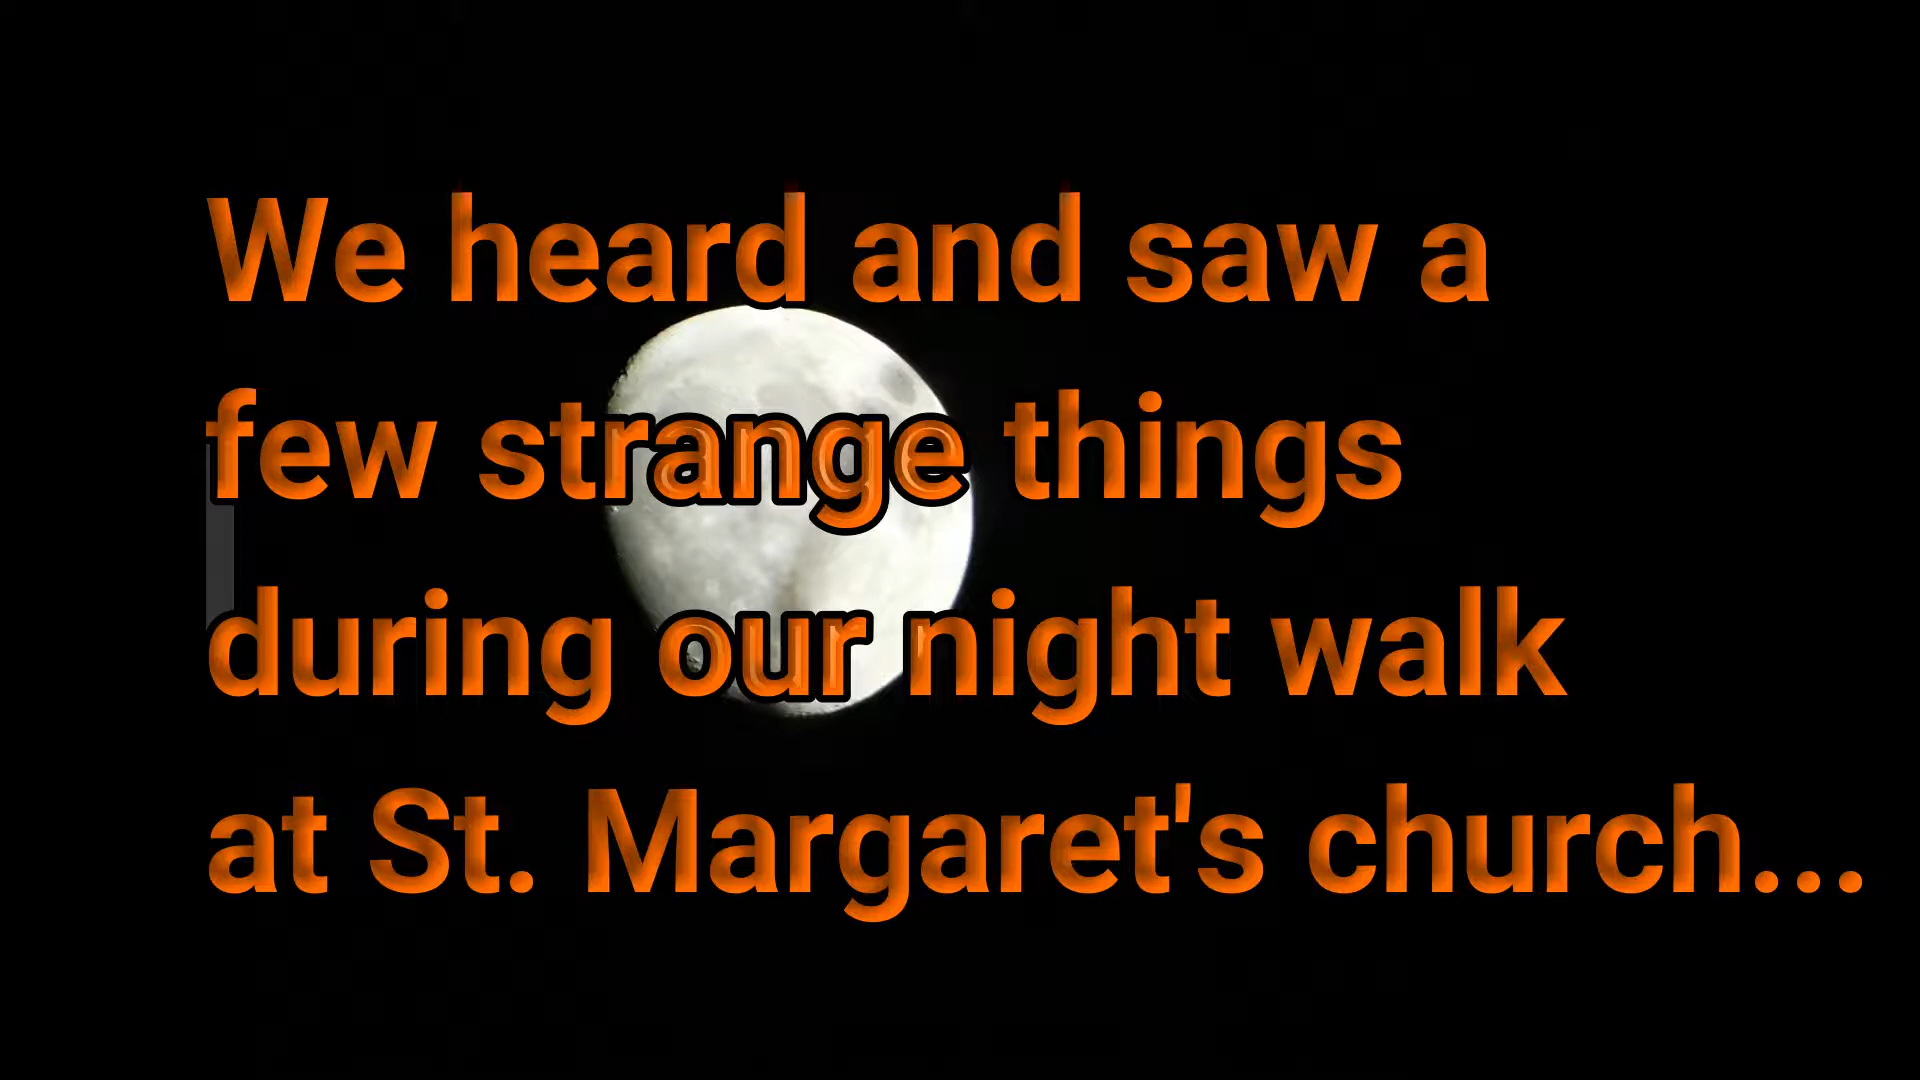 We heard and saw a
few strange things
during our night walk
at St. Margaret's church...